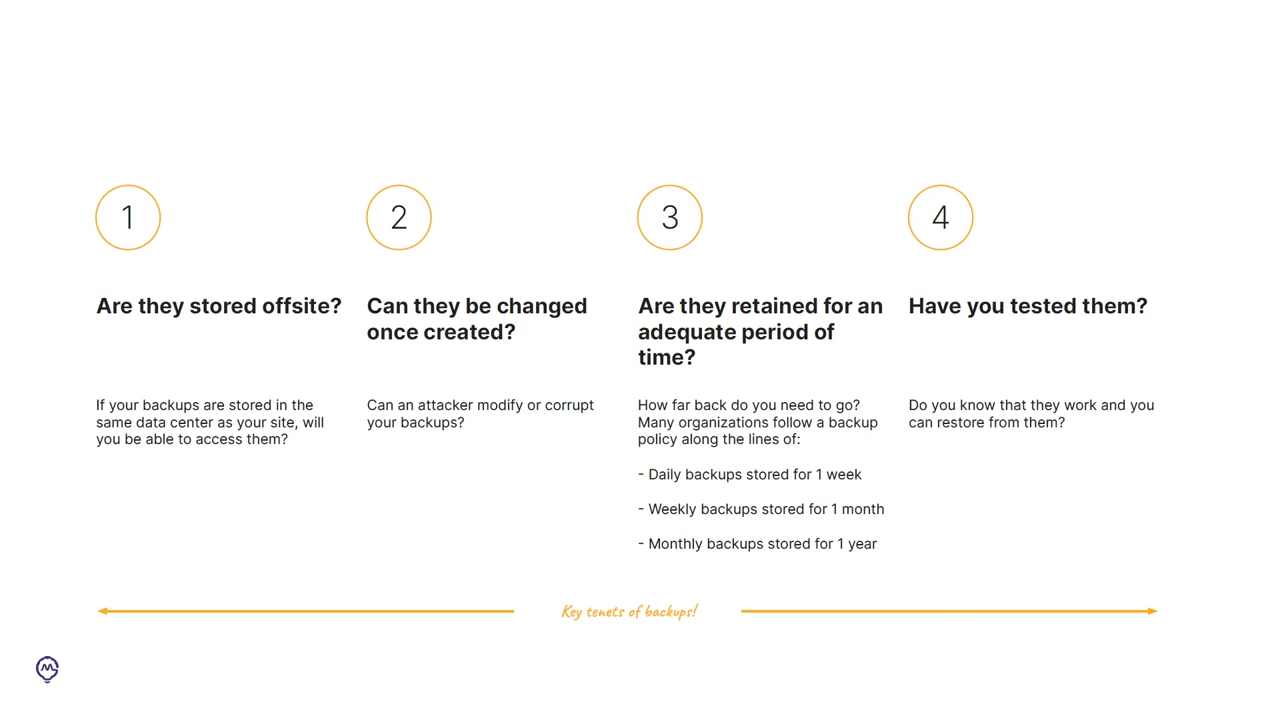 1
Are they stored offsite?
If your backups are stored in the
same data center as your site, will
you be able to access them?
2
Can they be changed
once created?
Can an attacker modify or corrupt
your backups?
3
Are they retained for an
adequate period of
time?
How far back do you need to go?
Many organizations follow a backup
policy along the lines of:
- Daily backups stored for 1 week
- Weekly backups stored for 1 month
- Monthly backups stored for 1 year
4
Have you tested them?
Do you know that they work and you
can restore from them?
Key tenets of backups!